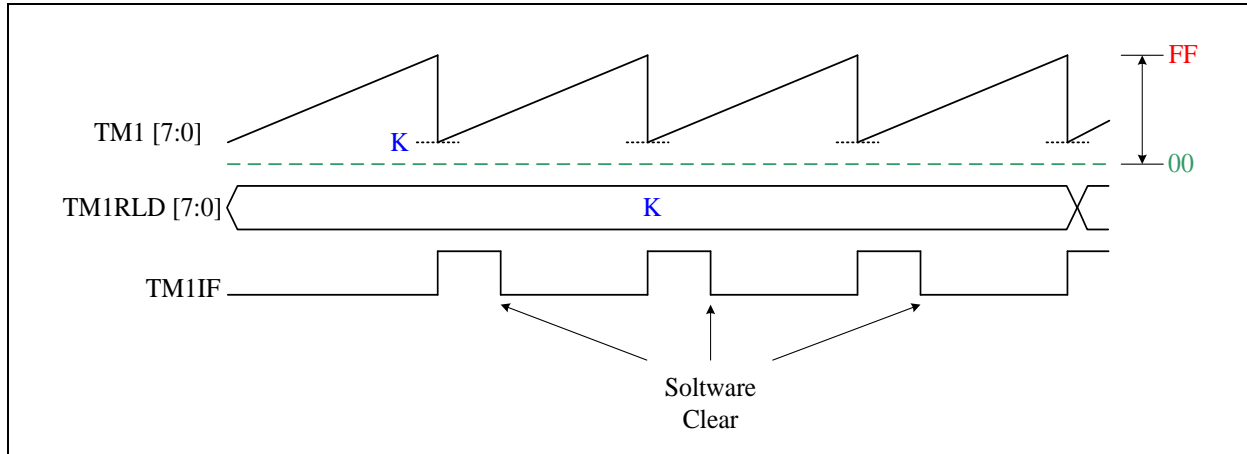 FF
TM1 [7:0]
K
00
TM1RLD [7:0]
K
TM1IF
Soltware
Clear